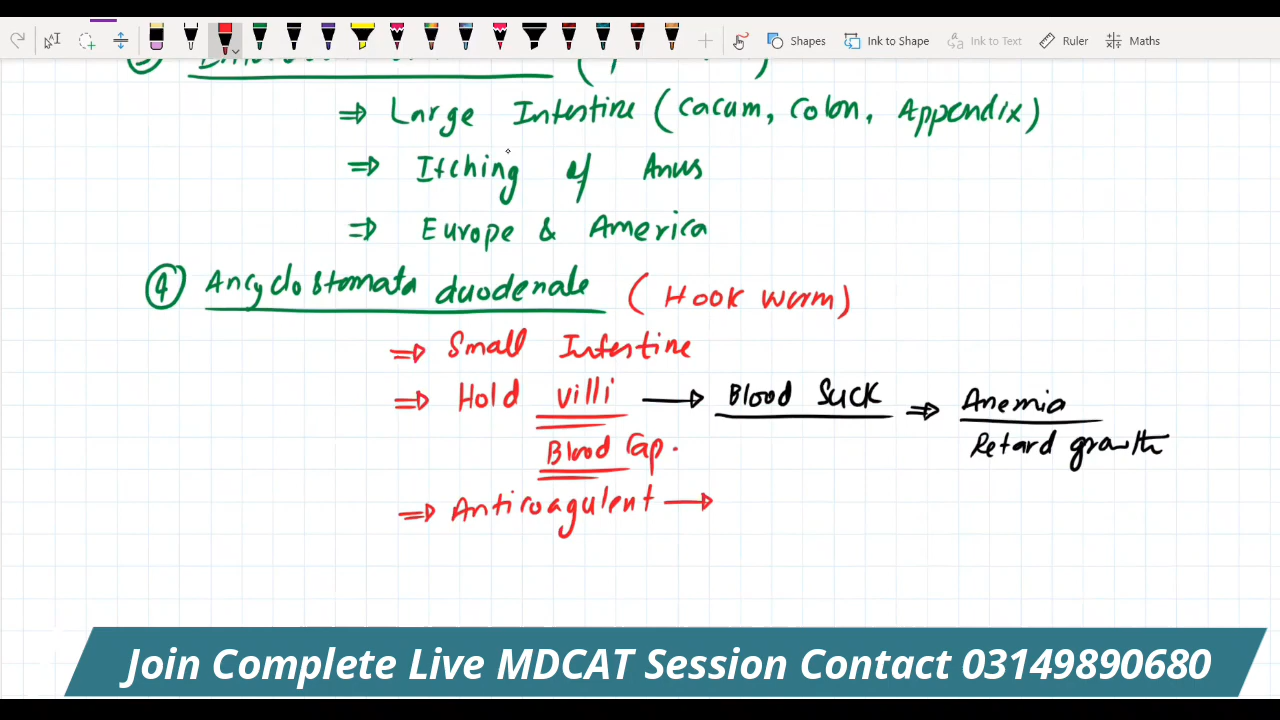 Ink to Shape
Shapes
Ink to Text
Ruler
Maths
⇒ Large Intestine (Cacum, Colon, Appendix)
⇒ Itching of Anus
⇒ Europe & America
④ Ancyclostomata duodenale (Hook worm)
⇒ Small Intestine
⇒ Hold villi → Blood Suck ⇒ Anemia
Blood Cap. Retard growth
⇒ Anticoagulent →
Join Complete Live MDCAT Session Contact 03149890680